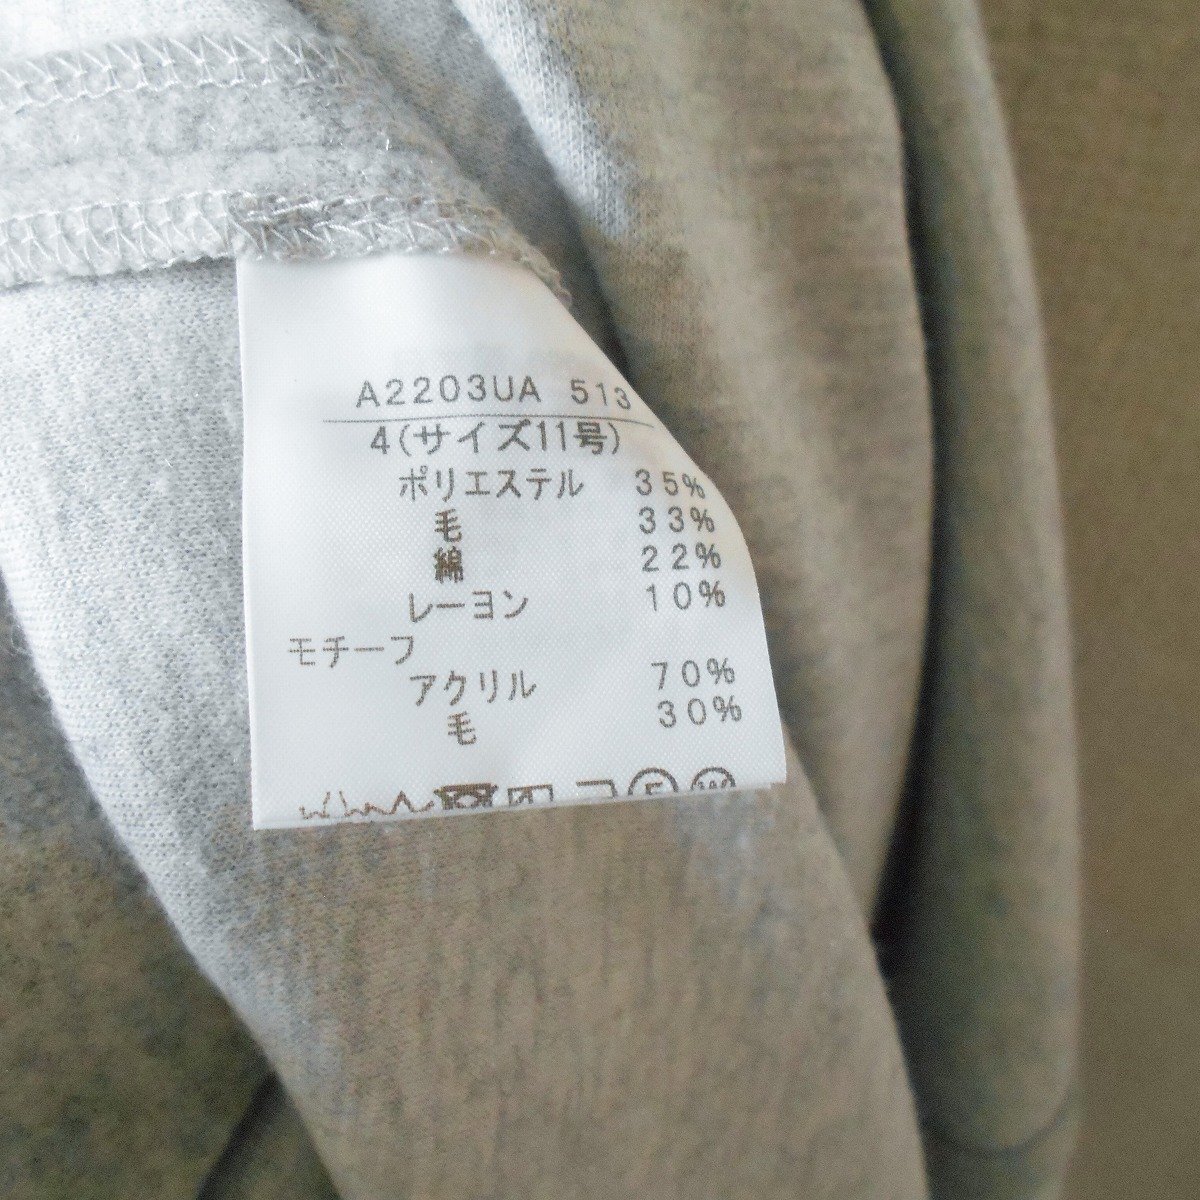 A2203UA 513
4(サイズ11号)
ポリエステル 35%
毛 33%
綿 22%
レーヨン 10%
モチーフ
アクリル 70%
毛 30%